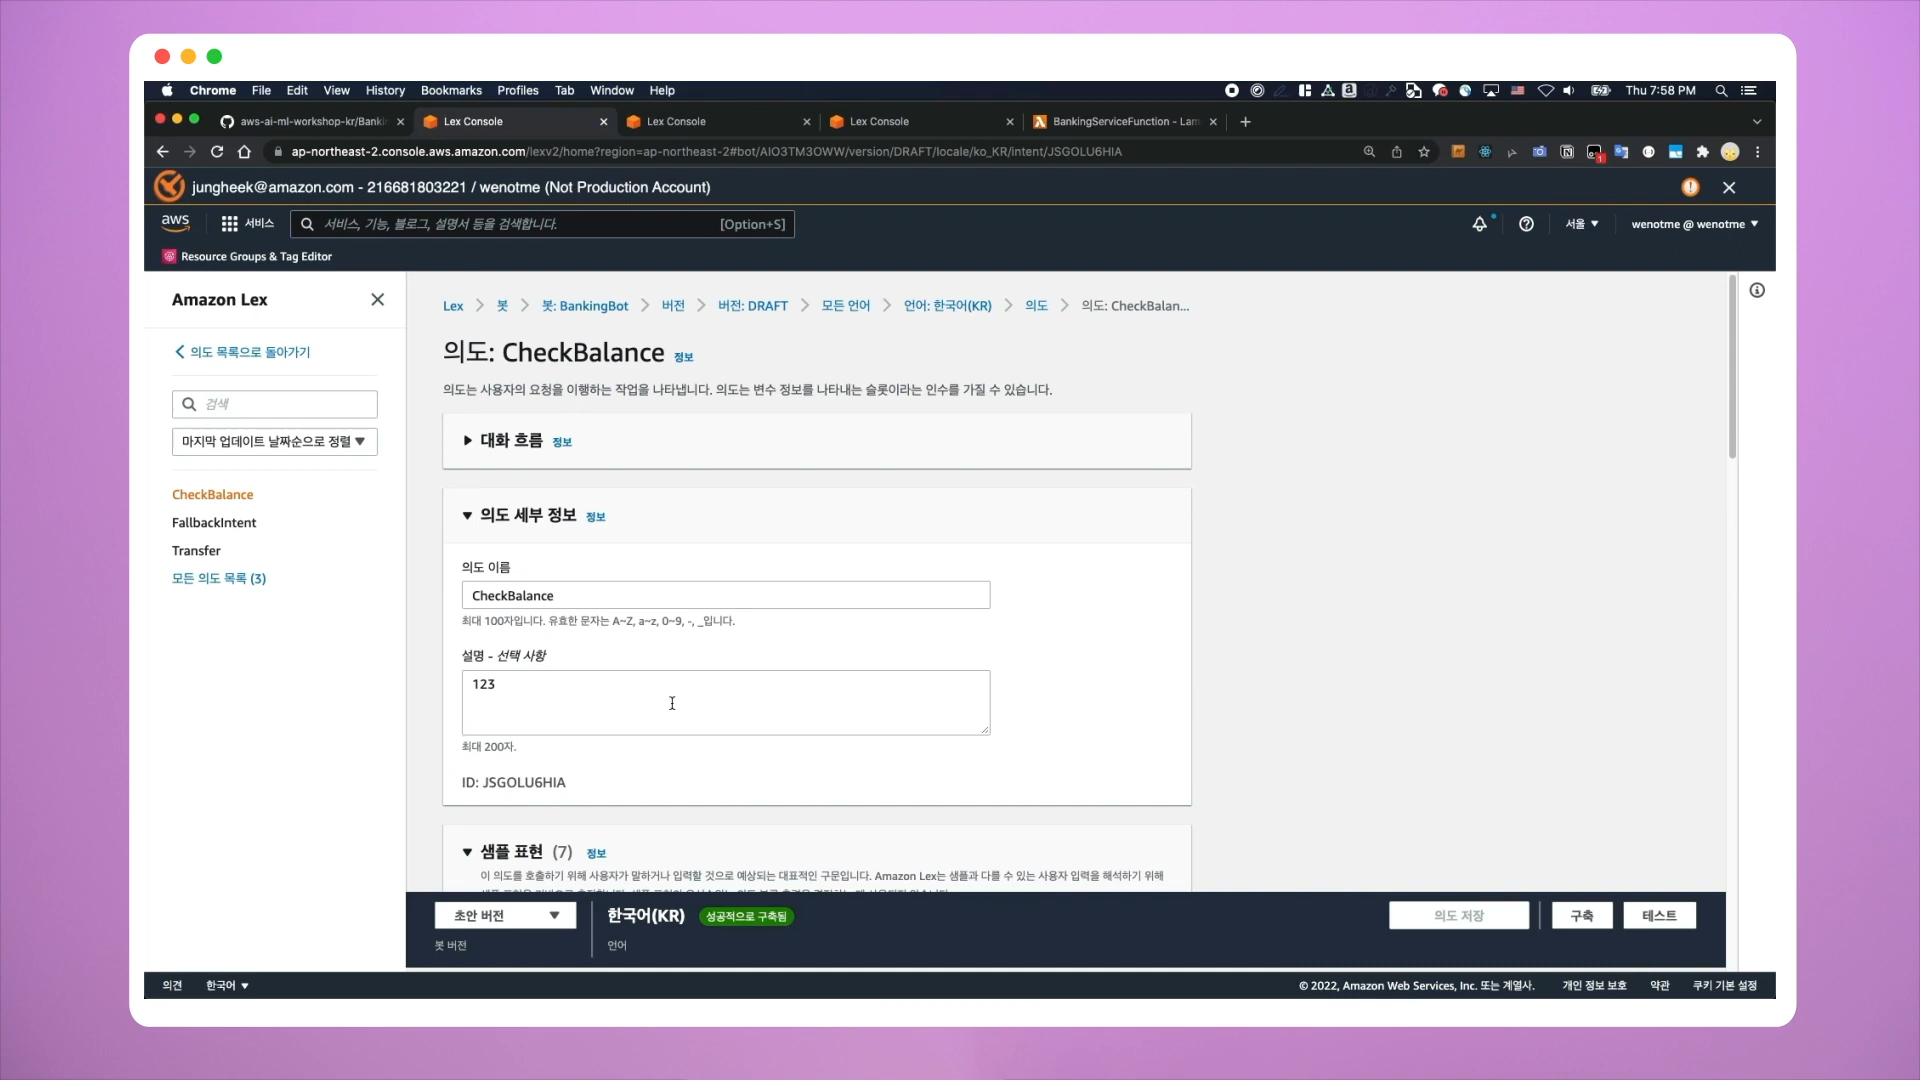 Chrome File Edit View History Bookmarks Profiles Tab Window Help Thu 7:58 PM
aws-ai-ml-workshop-kr/Bankin Lex Console Lex Console Lex Console BankingServiceFunction - Lam
ap-northeast-2.console.aws.amazon.com/lexv2/home?region=ap-northeast-2#bot/AIO3TM3OWW/version/DRAFT/locale/ko_KR/intent/JSGOLU6HIA
jungheek@amazon.com - 216681803221 / wenotme (Not Production Account)
aws 서비스 서비스, 기능, 블로그, 설명서 등을 검색합니다. [Option+S] 서울 wenotme @ wenotme
Resource Groups & Tag Editor
Amazon Lex
의도 목록으로 돌아가기
검색
마지막 업데이트 날짜순으로 정렬
CheckBalance
FallbackIntent
Transfer
모든 의도 목록 (3)
Lex 봇 봇: BankingBot 버전 버전: DRAFT 모든 언어 언어: 한국어(KR) 의도 의도: CheckBalan...
의도: CheckBalance 정보
의도는 사용자의 요청을 이행하는 작업을 나타냅니다. 의도는 변수 정보를 나타내는 슬롯이라는 인수를 가질 수 있습니다.
대화 흐름 정보
의도 세부 정보 정보
의도 이름
CheckBalance
최대 100자입니다. 유효한 문자는 A~Z, a~z, 0~9, -, _입니다.
설명 - 선택 사항
123
최대 200자.
ID: JSGOLU6HIA
샘플 표현 (7) 정보
이 의도를 호출하기 위해 사용자가 말하거나 입력할 것으로 예상되는 대표적인 구문입니다. Amazon Lex는 샘플과 다를 수 있는 사용자 입력을 해석하기 위해
초안 버전 한국어(KR) 성공적으로 구축됨 의도 저장 구축 테스트
봇 버전 언어
의견 한국어 © 2022, Amazon Web Services, Inc. 또는 계열사. 개인 정보 보호 약관 쿠키 기본 설정